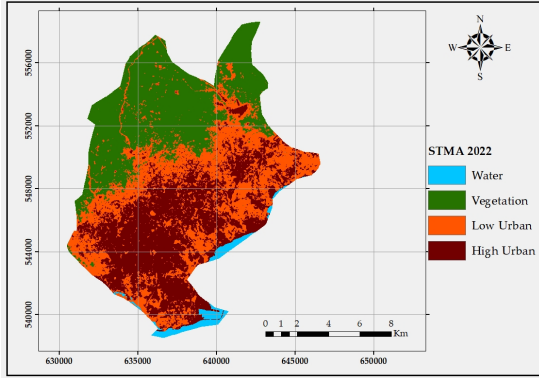 N
W E
S
STMA 2022
Water
Vegetation
Low Urban
High Urban
556000
552000
548000
544000
540000
0 1 2 4 6 8
Km
630000 635000 640000 645000 650000